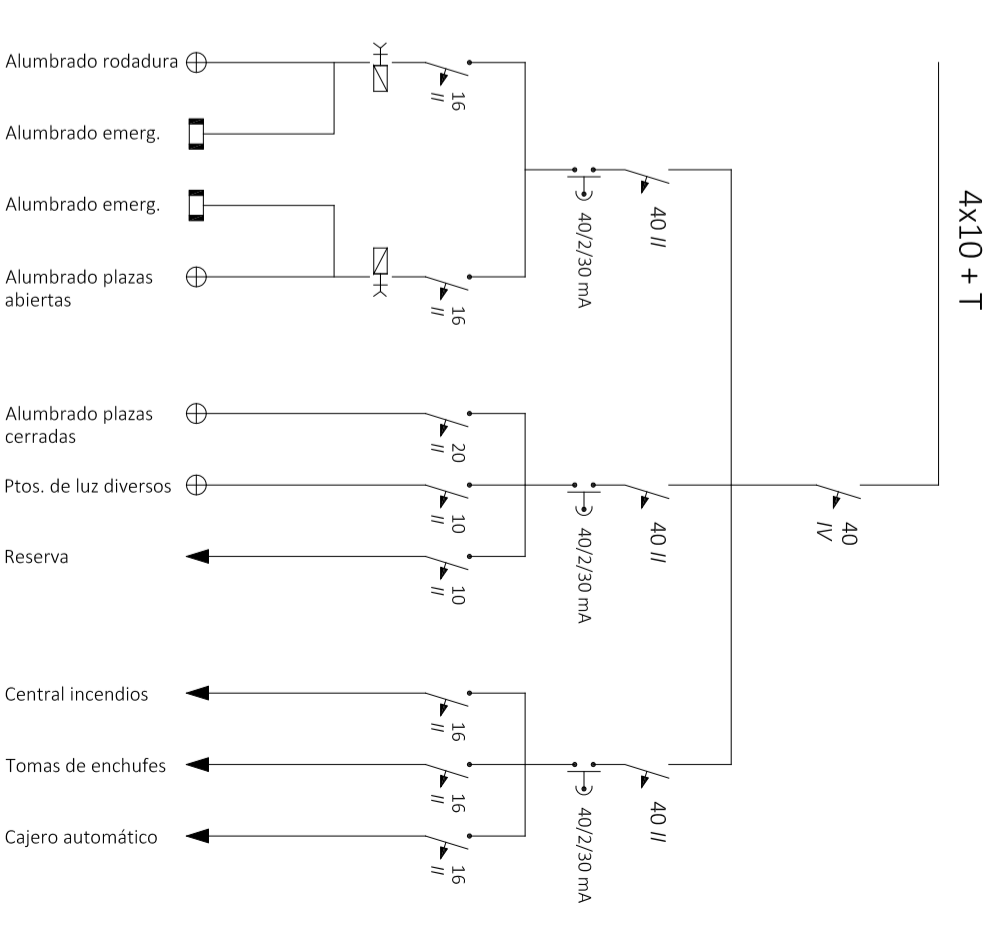 Alumbrado rodadura
Alumbrado emerg.
Alumbrado emerg.
Alumbrado plazas
abiertas
Alumbrado plazas
cerradas
Ptos. de luz diversos
Reserva
Central incendios
Tomas de enchufes
Cajero automático
16
II
16
II
20
II
10
II
10
II
16
II
16
II
16
II
40/2/30 mA
40/2/30 mA
40/2/30 mA
40 II
40 II
40 II
40
IV
4x10 + T